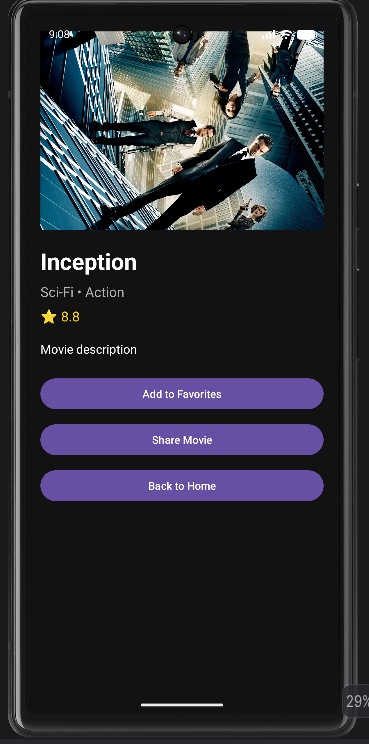 9:08
Inception
Sci-Fi • Action
⭐ 8.8
Movie description
Add to Favorites
Share Movie
Back to Home
29%